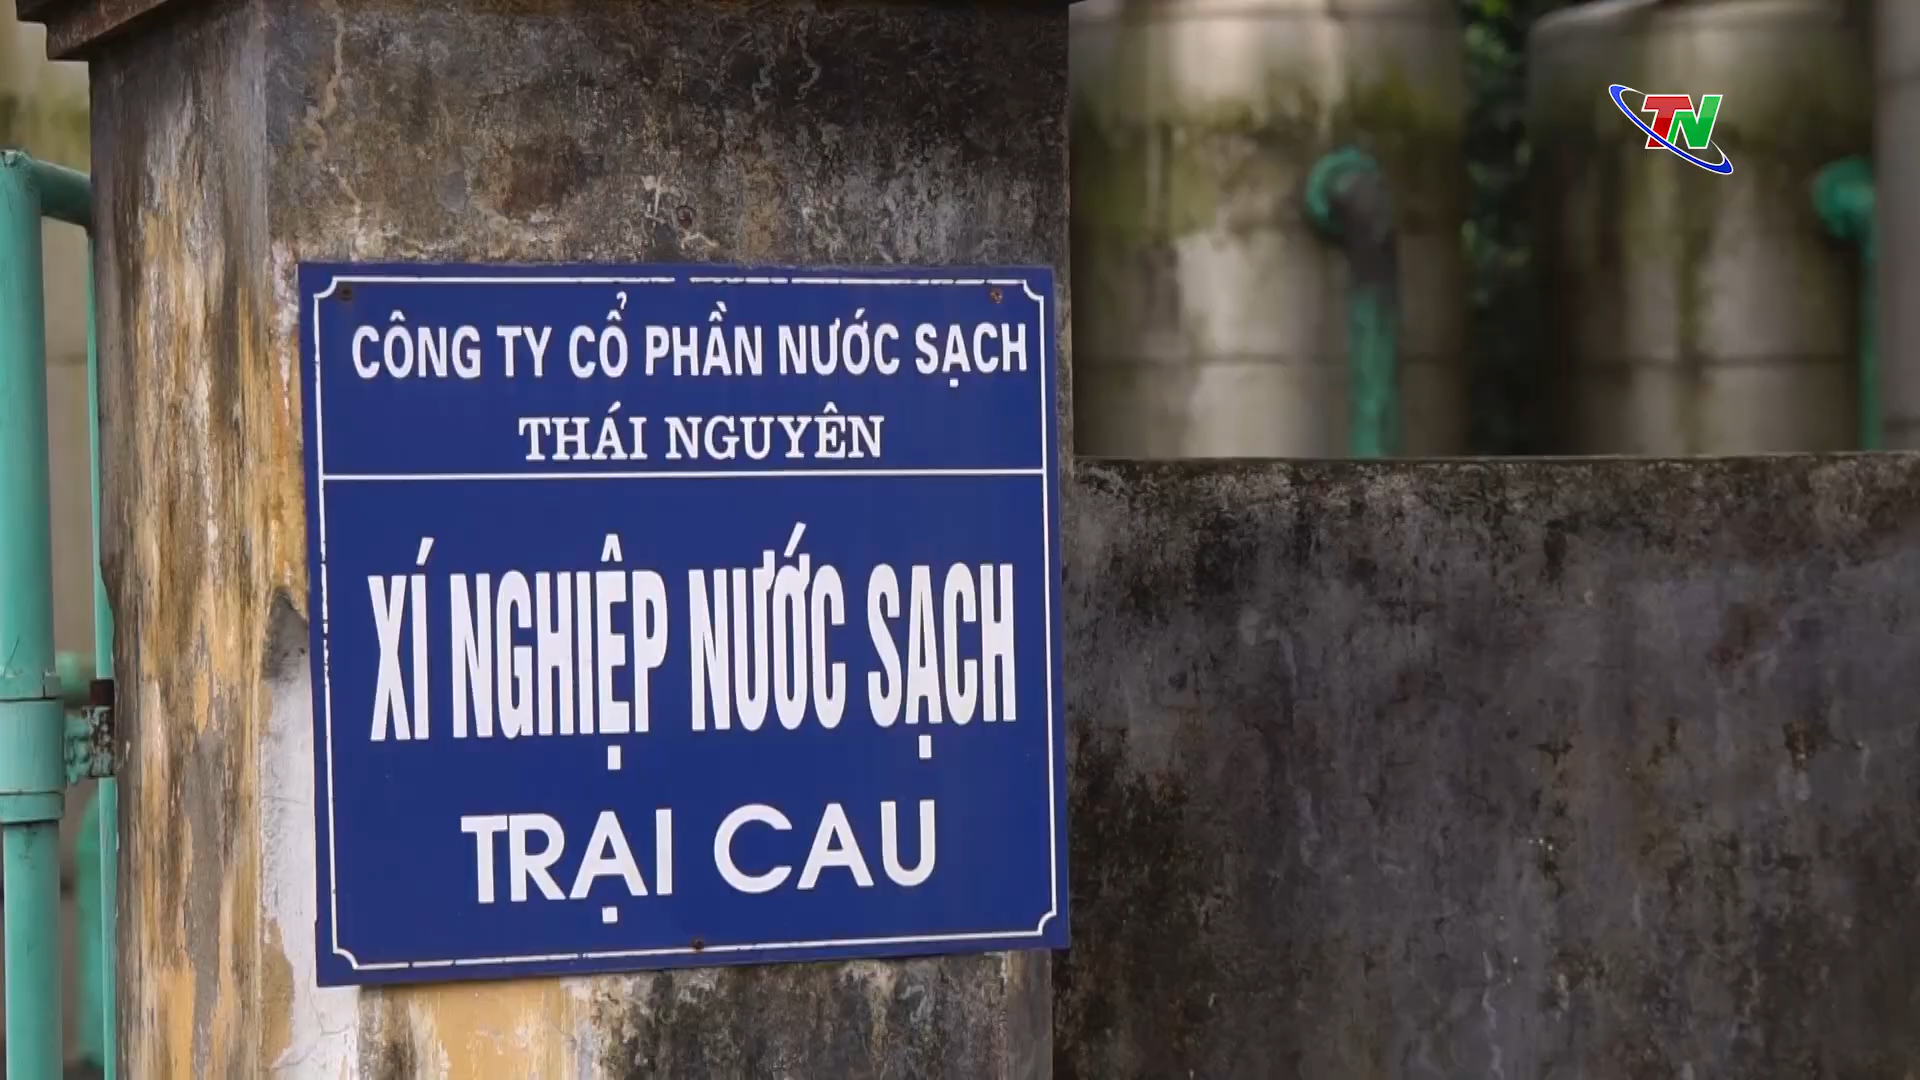 TN
CÔNG TY CỔ PHẦN NƯỚC SẠCH
THÁI NGUYÊN
XÍ NGHIỆP NƯỚC SẠCH
TRẠI CAU